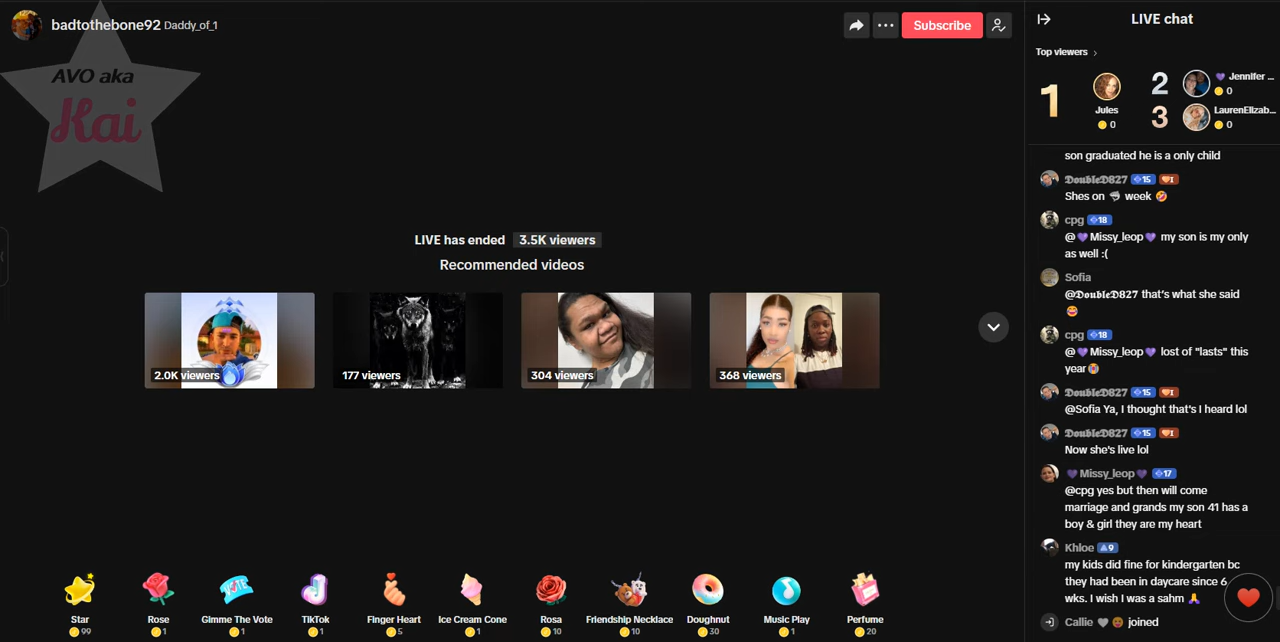 badtothebone92 Daddy_of_1
Subscribe
AVO aka
Kai
LIVE has ended 3.5K viewers
Recommended videos
2.0K viewers
177 viewers
304 viewers
368 viewers
Star
99
Rose
1
Gimme The Vote
1
TikTok
1
Finger Heart
5
Ice Cream Cone
1
Rosa
10
Friendship Necklace
10
Doughnut
30
Music Play
1
Perfume
20
LIVE chat
Top viewers
1
Jules
0
2
💜 Jennifer ...
0
3
LaurenElizab...
0
son graduated he is a only child
𝕯𝖔𝖚𝖇𝖑𝖊𝕯827 15 I
Shes on 🦈 week 🤣
cpg 18
@💜Missy_leop💜 my son is my only
as well :(
Sofia
@𝕯𝖔𝖚𝖇𝖑𝖊𝕯827 that's what she said
😄
cpg 18
@💜Missy_leop💜 lost of "lasts" this
year😭
𝕯𝖔𝖚𝖇𝖑𝖊𝕯827 15 I
@Sofia Ya, I thought that's I heard lol
𝕯𝖔𝖚𝖇𝖑𝖊𝕯827 15 I
Now she's live lol
💜Missy_leop💜 17
@cpg yes but then will come
marriage and grands my son 41 has a
boy & girl they are my heart
Khloe 9
my kids did fine for kindergarten bc
they had been in daycare since 6
wks. I wish I was a sahm 🙏
Callie joined